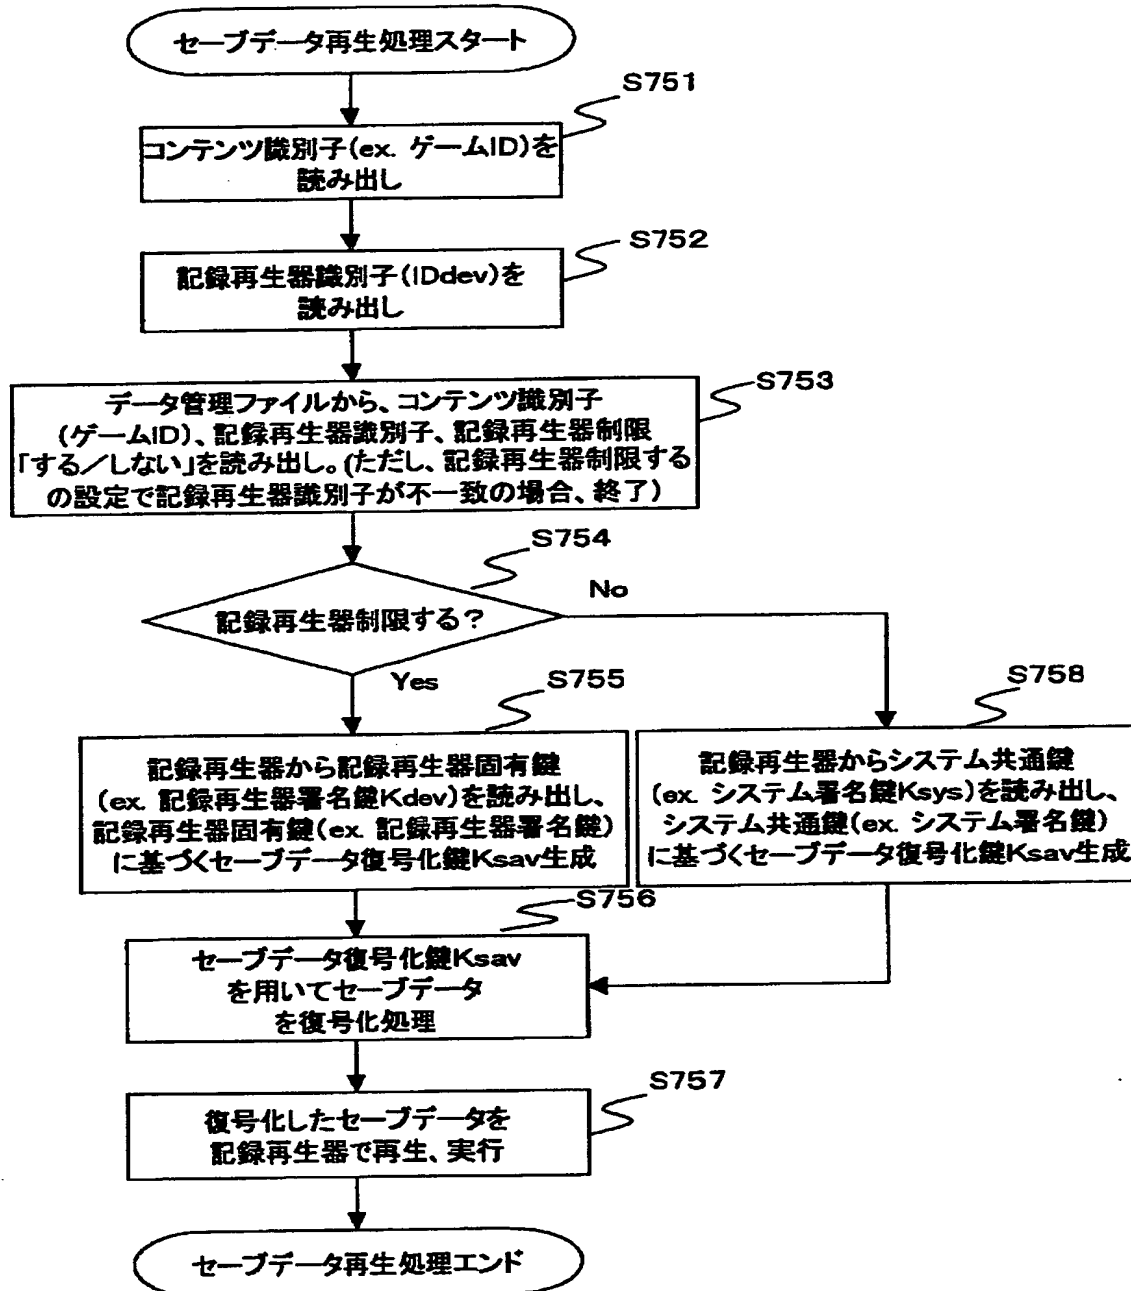 セーブデータ再生処理スタート
S751
コンテンツ識別子(ex. ゲームID)を
読み出し
S752
記録再生器識別子(IDdev)を
読み出し
S753
データ管理ファイルから、コンテンツ識別子
(ゲームID)、記録再生器識別子、記録再生器制限
「する／しない」を読み出し。(ただし、記録再生器制限する
の設定で記録再生器識別子が不一致の場合、終了)
S754
記録再生器制限する？
No
Yes
S755
記録再生器から記録再生器固有鍵
(ex. 記録再生器署名鍵Kdev)を読み出し、
記録再生器固有鍵(ex. 記録再生器署名鍵)
に基づくセーブデータ復号化鍵Ksav生成
S758
記録再生器からシステム共通鍵
(ex. システム署名鍵Ksys)を読み出し、
システム共通鍵(ex. システム署名鍵)
に基づくセーブデータ復号化鍵Ksav生成
S756
セーブデータ復号化鍵Ksav
を用いてセーブデータ
を復号化処理
S757
復号化したセーブデータを
記録再生器で再生、実行
セーブデータ再生処理エンド